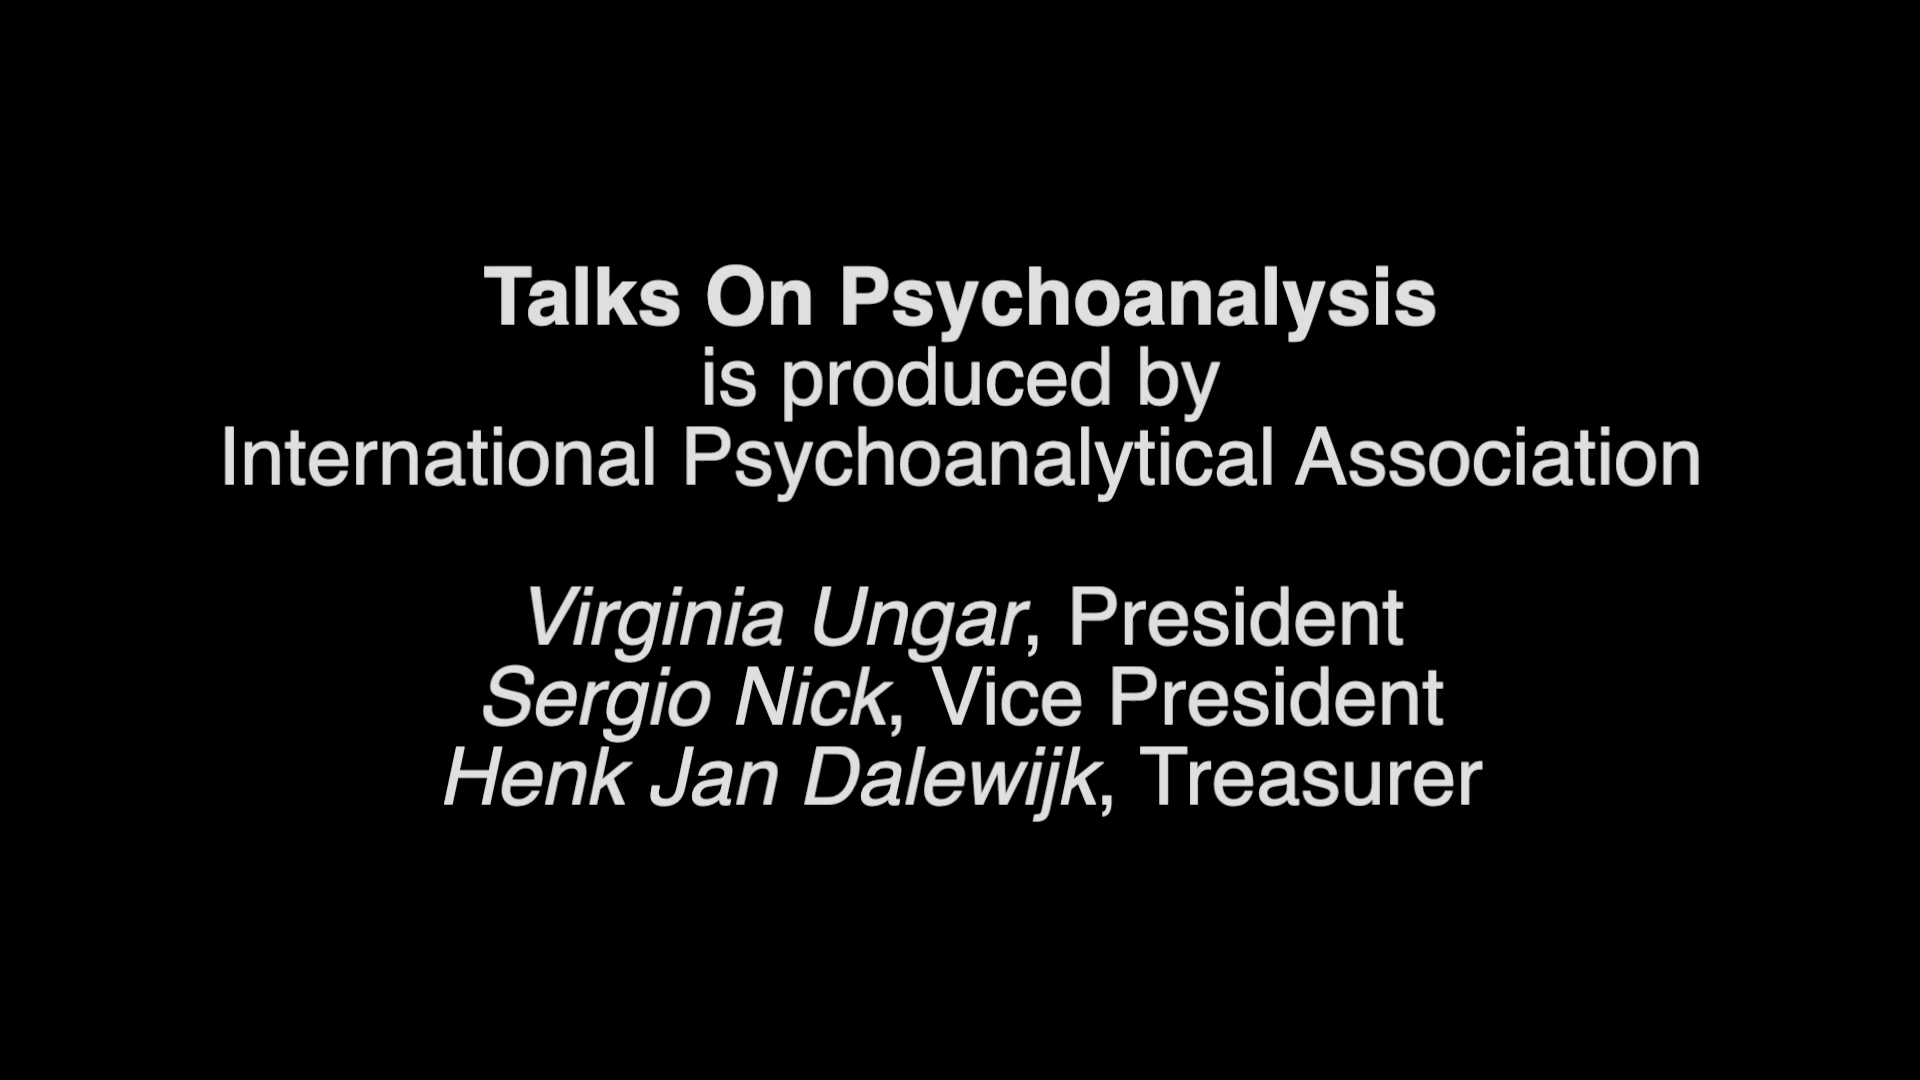 Talks On Psychoanalysis
is produced by
International Psychoanalytical Association
Virginia Ungar, President
Sergio Nick, Vice President
Henk Jan Dalewijk, Treasurer